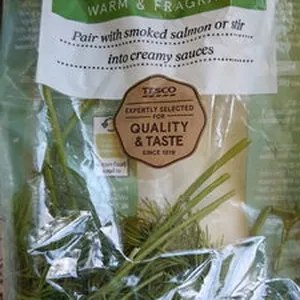 WARM & FRAGR
Pair with smoked salmon or stir
into creamy sauces
TESCO
EXPERTLY SELECTED
FOR
QUALITY
& TASTE
SINCE 1919